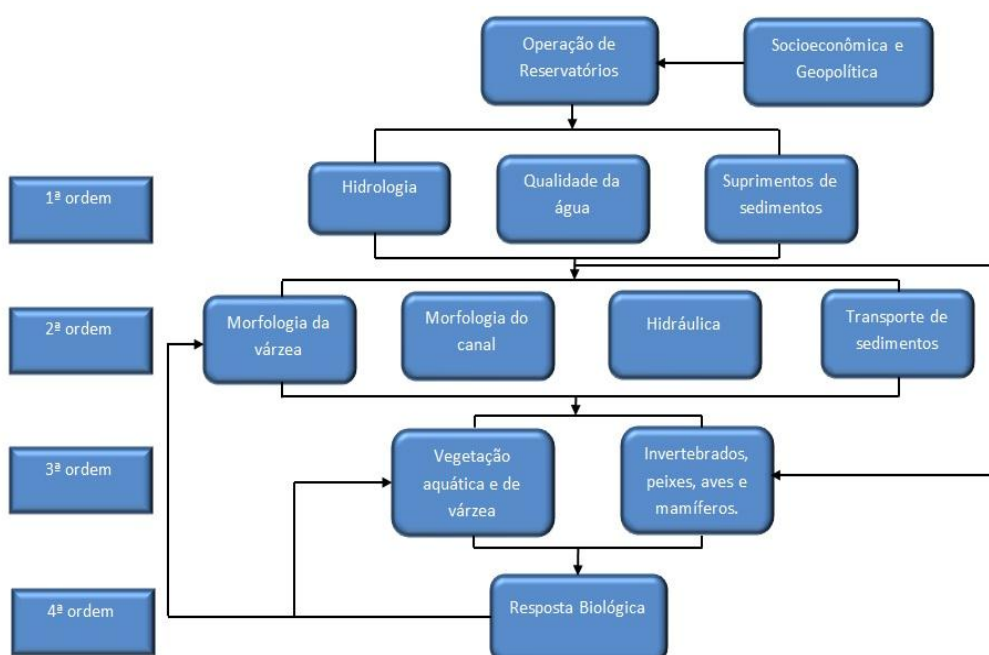 Operação de
Reservatórios
Socioeconômica e
Geopolítica
1ª ordem
Hidrologia
Qualidade da
água
Suprimentos de
sedimentos
2ª ordem
Morfologia da
várzea
Morfologia do
canal
Hidráulica
Transporte de
sedimentos
3ª ordem
Vegetação
aquática e de
várzea
Invertebrados,
peixes, aves e
mamíferos.
4ª ordem
Resposta Biológica